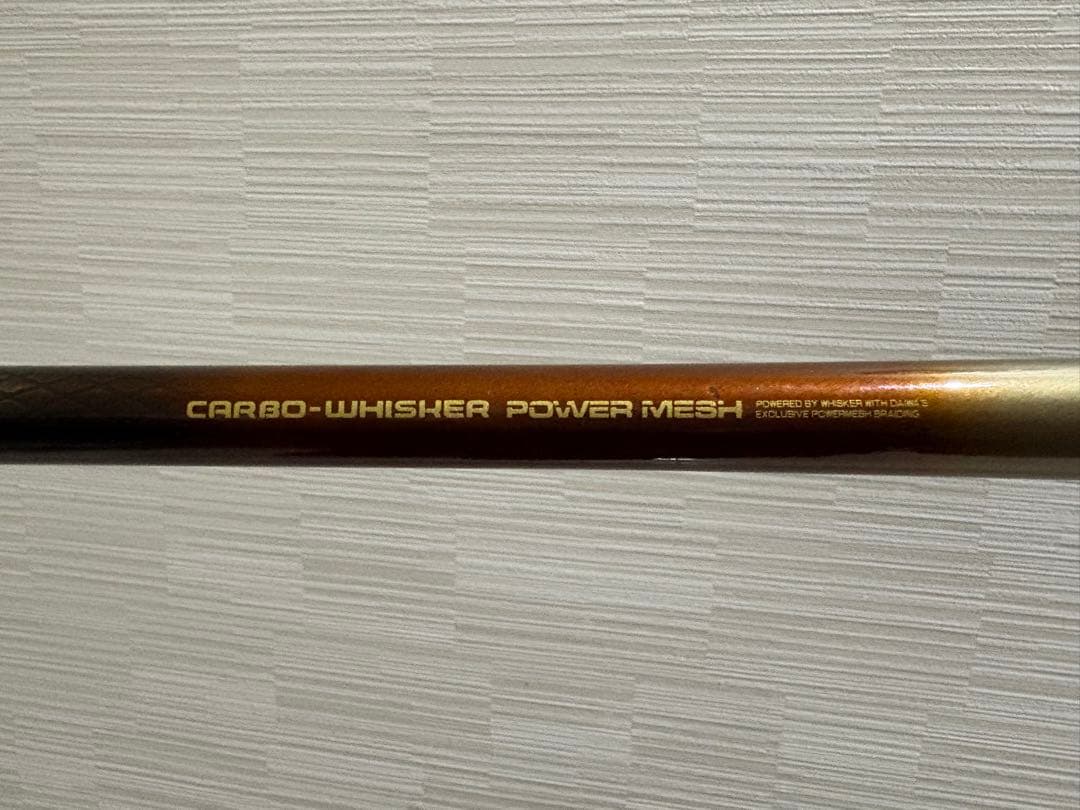 CARBO-WHISKER POWER MESH
POWERED BY WHISKER WITH DAIWA'S
EXCLUSIVE POWERMESH BRAIDING